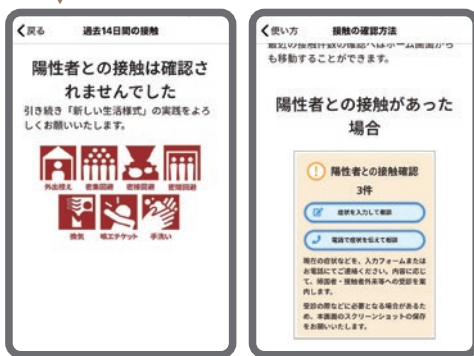 戻る
過去14日間の接触
陽性者との接触は確認さ
れませんでした
引き続き「新しい生活様式」の実践をよろ
しくお願いいたします。
外出控え 密集回避 密接回避 密閉回避
換気 咳エチケット 手洗い
使い方
接触の確認方法
最近の接触件数の確認へはホーム画面から
も移動することができます。
陽性者との接触があった
場合
陽性者との接触確認
3件
症状を入力して相談
電話で症状を伝えて相談
現在の症状などを、入力フォームまたは
お電話にてご連絡ください。内容に応じ
て、帰国者・接触者外来等への受診を案
内します。
受診の際などに必要となる場合があるた
め、本画面のスクリーンショットの保存
をお願いいたします。